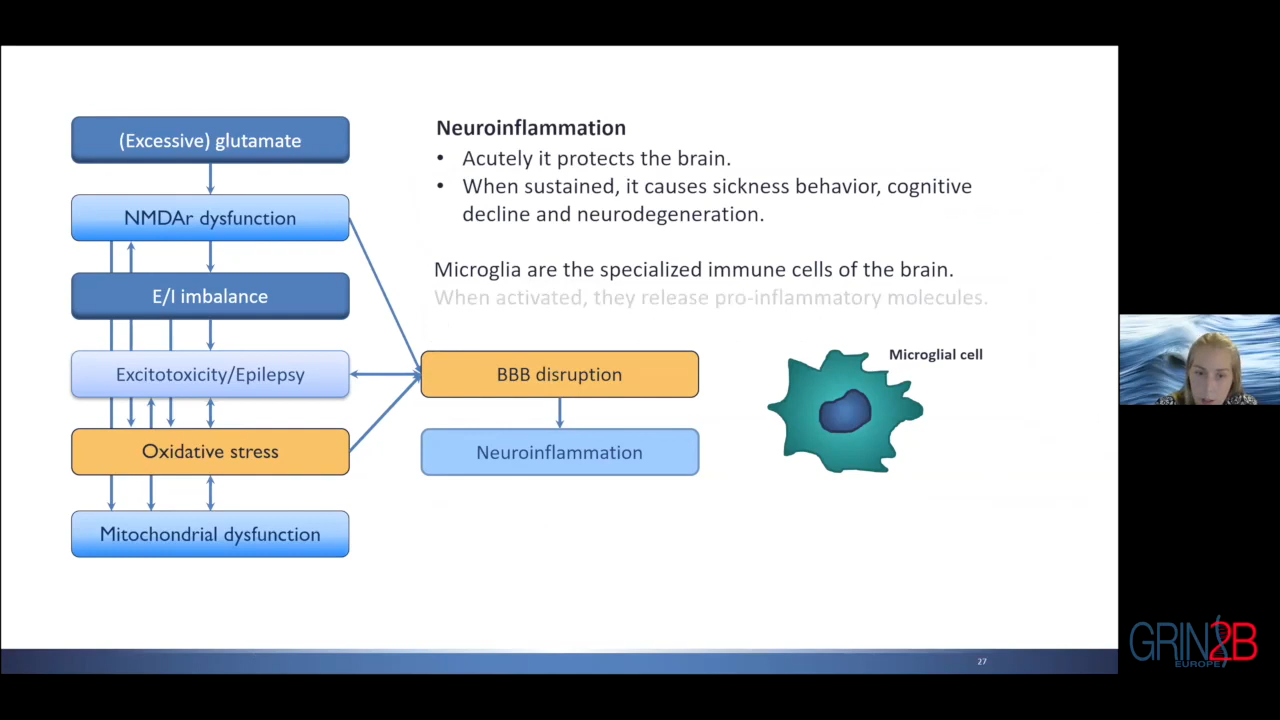 (Excessive) glutamate
NMDAr dysfunction
E/I imbalance
Excitotoxicity/Epilepsy
Oxidative stress
Mitochondrial dysfunction
BBB disruption
Neuroinflammation
Neuroinflammation
• Acutely it protects the brain.
• When sustained, it causes sickness behavior, cognitive
decline and neurodegeneration.
Microglia are the specialized immune cells of the brain.
When activated, they release pro-inflammatory molecules.
Microglial cell
27
GRIN2B
EUROPE